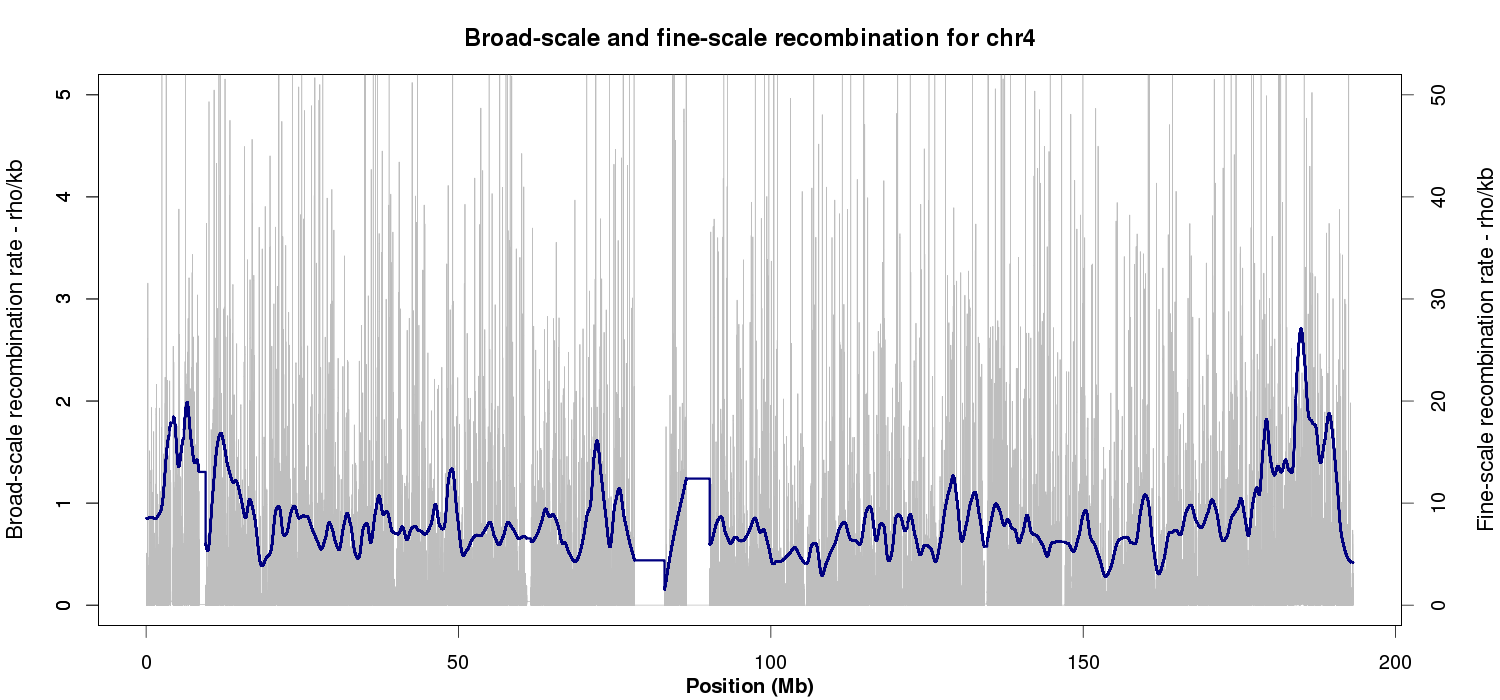 Broad-scale and fine-scale recombination for chr4
Broad-scale recombination rate - rho/kb
5
4
3
2
1
0
50
40
30
20
10
0
Fine-scale recombination rate - rho/kb
0 50 100 150 200
Position (Mb)